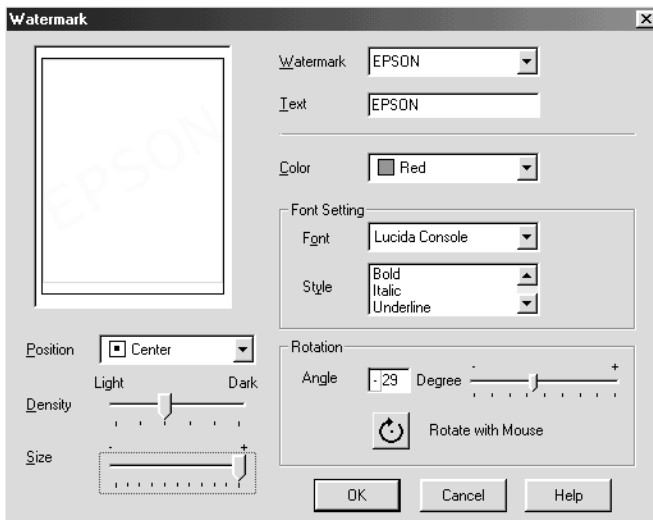 Watermark
EPSON
Watermark EPSON
Text EPSON
Color Red
Font Setting
Font Lucida Console
Style Bold
Italic
Underline
Position Center
Light Dark
Density
Size - +
Rotation
Angle -29 Degree - +
Rotate with Mouse
OK Cancel Help